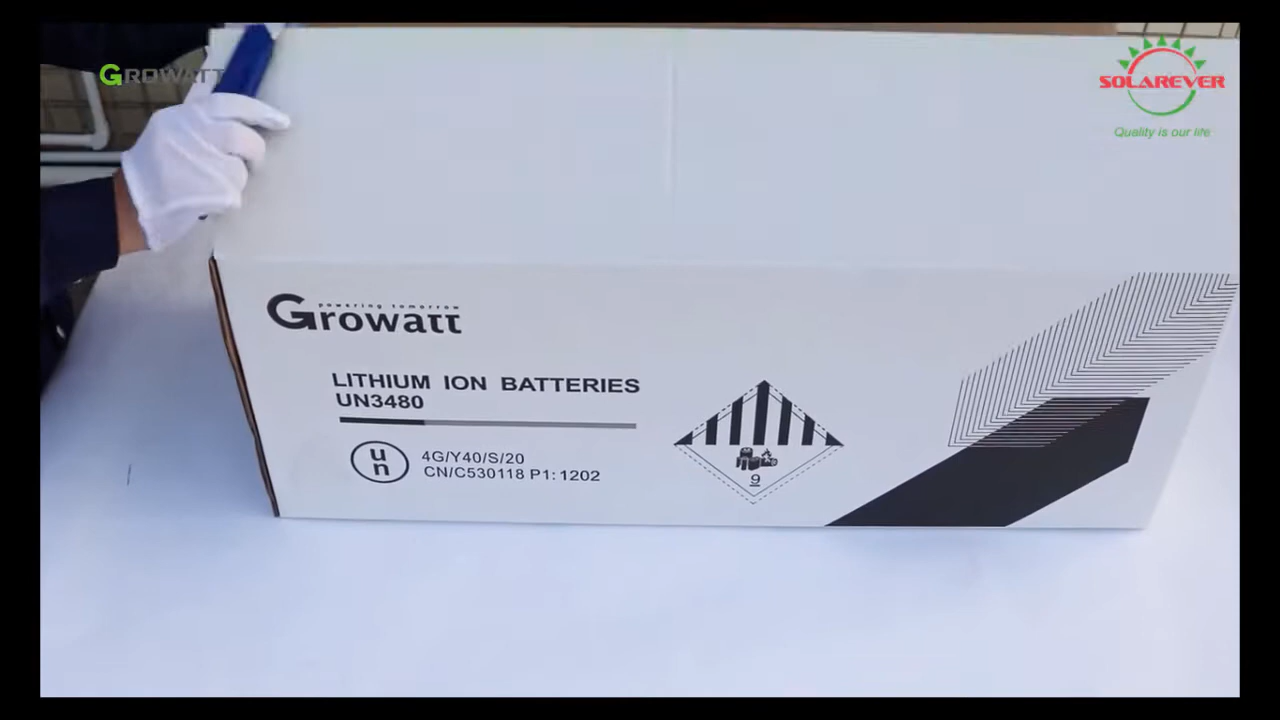 GROWATT
SOLAREVER
Quality is our life
powering tomorrow
Growatt
LITHIUM ION BATTERIES
UN3480
un
4G/Y40/S/20
CN/C530118 P1:1202
9